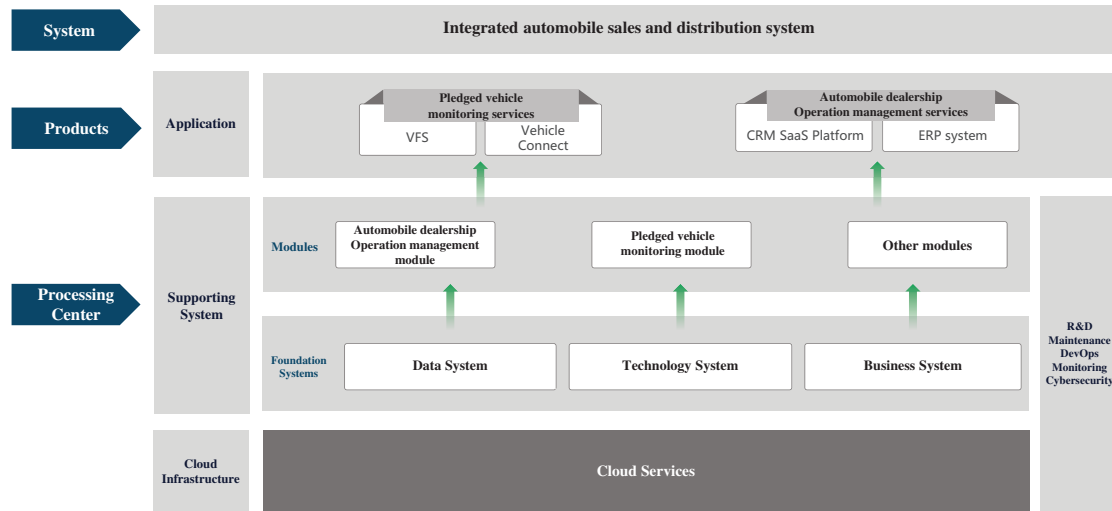 System
Integrated automobile sales and distribution system
Products
Application
Pledged vehicle
monitoring services
VFS
Vehicle
Connect
Automobile dealership
Operation management services
CRM SaaS Platform
ERP system
Processing
Center
Supporting
System
Modules
Automobile dealership
Operation management
module
Pledged vehicle
monitoring module
Other modules
Foundation
Systems
Data System
Technology System
Business System
R&D
Maintenance
DevOps
Monitoring
Cybersecurity
Cloud
Infrastructure
Cloud Services